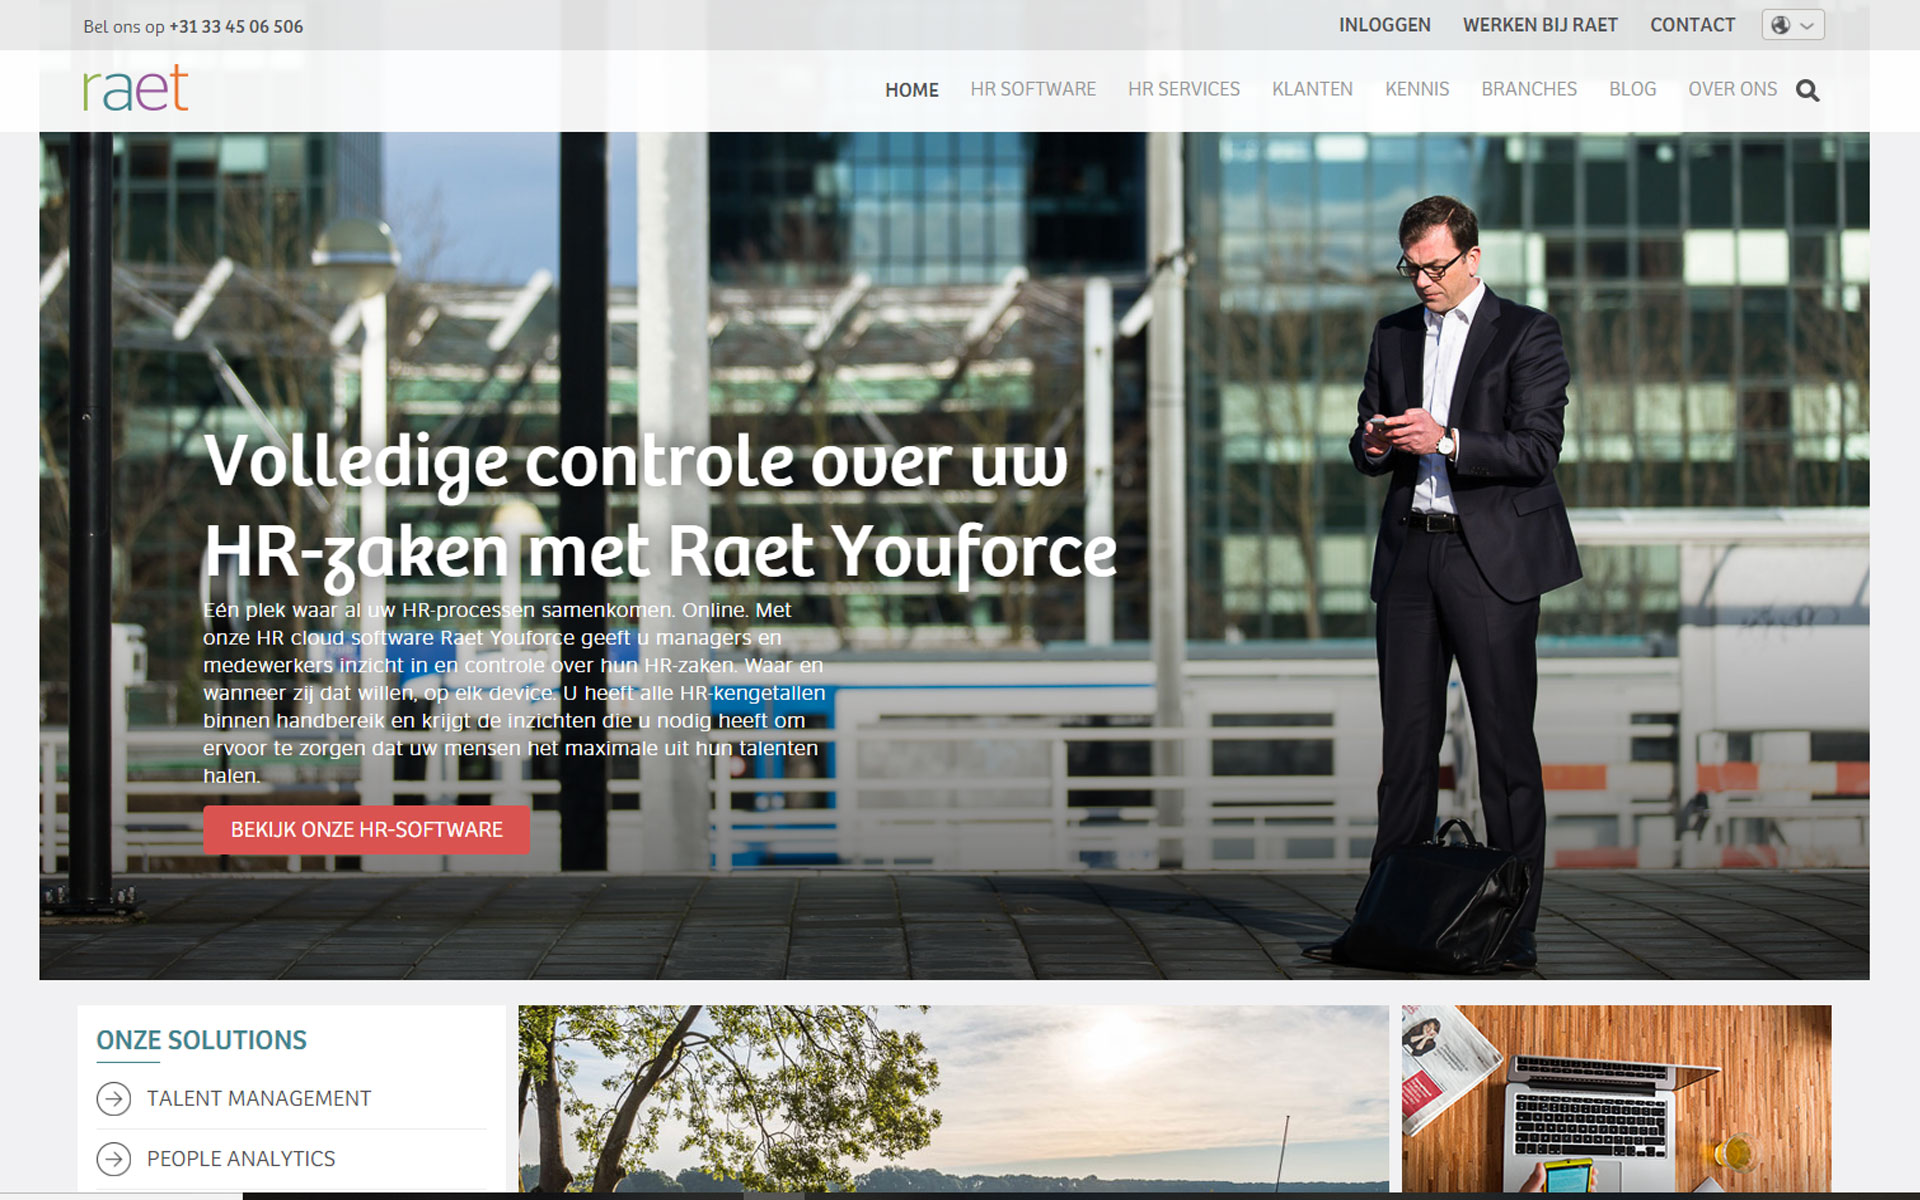 Bel ons op +31 33 45 06 506
INLOGGEN WERKEN BIJ RAET CONTACT
raet
HOME HR SOFTWARE HR SERVICES KLANTEN KENNIS BRANCHES BLOG OVER ONS
Volledige controle over uw
HR-zaken met Raet Youforce
Eén plek waar al uw HR-processen samenkomen. Online. Met
onze HR cloud software Raet Youforce geeft u managers en
medewerkers inzicht in en controle over hun HR-zaken. Waar en
wanneer zij dat willen, op elk device. U heeft alle HR-kengetallen
binnen handbereik en krijgt de inzichten die u nodig heeft om
ervoor te zorgen dat uw mensen het maximale uit hun talenten
halen.
BEKIJK ONZE HR-SOFTWARE
ONZE SOLUTIONS
TALENT MANAGEMENT
PEOPLE ANALYTICS